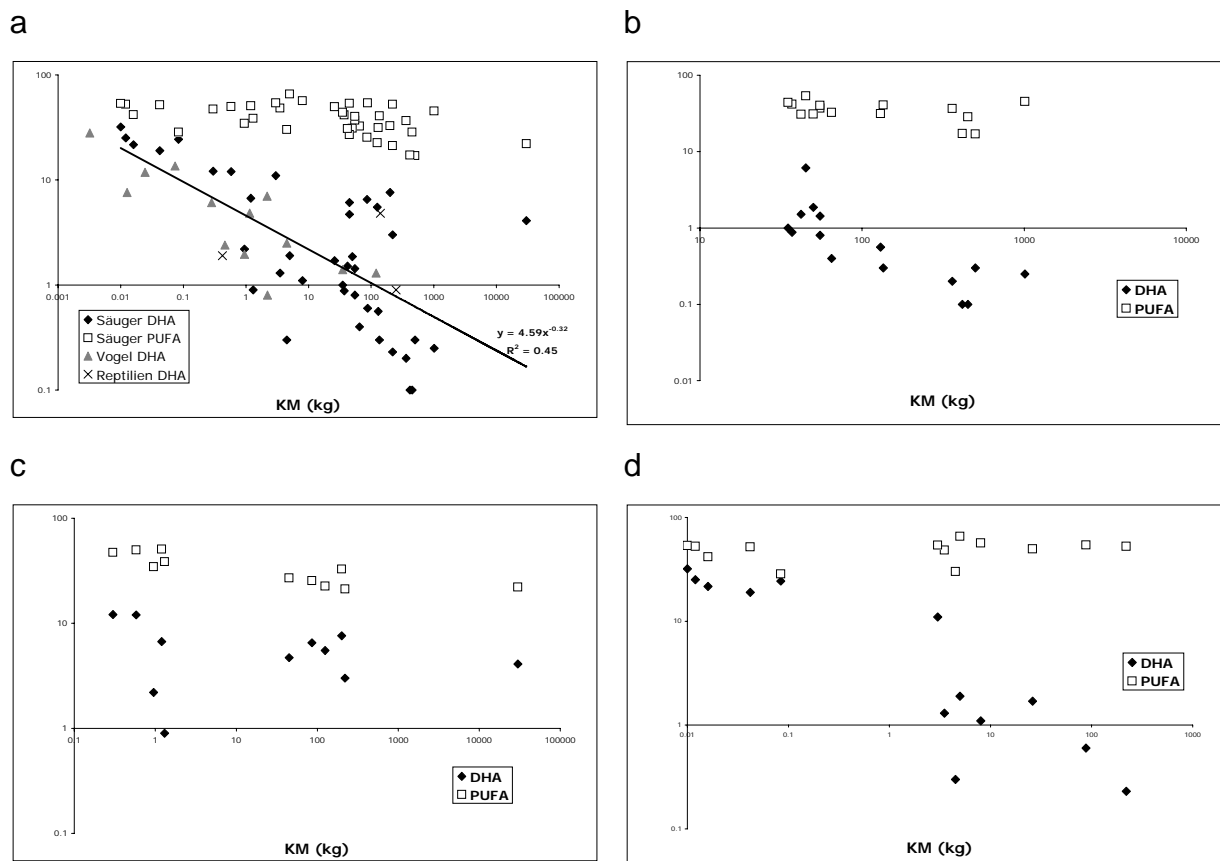 a
100
10
1
0.1
0.001 0.01 0.1 1 10 100 1000 10000 100000
Säuger DHA
Säuger PUFA
Vogel DHA
Reptilien DHA
y = 4.59x^-0.32
R² = 0.45
KM (kg)
b
100
10
1
0.1
0.01
10 100 1000 10000
DHA
PUFA
KM (kg)
c
100
10
1
0.1
0.1 1 10 100 1000 10000 100000
DHA
PUFA
KM (kg)
d
100
10
1
0.1
0.01 0.1 1 10 100 1000
DHA
PUFA
KM (kg)